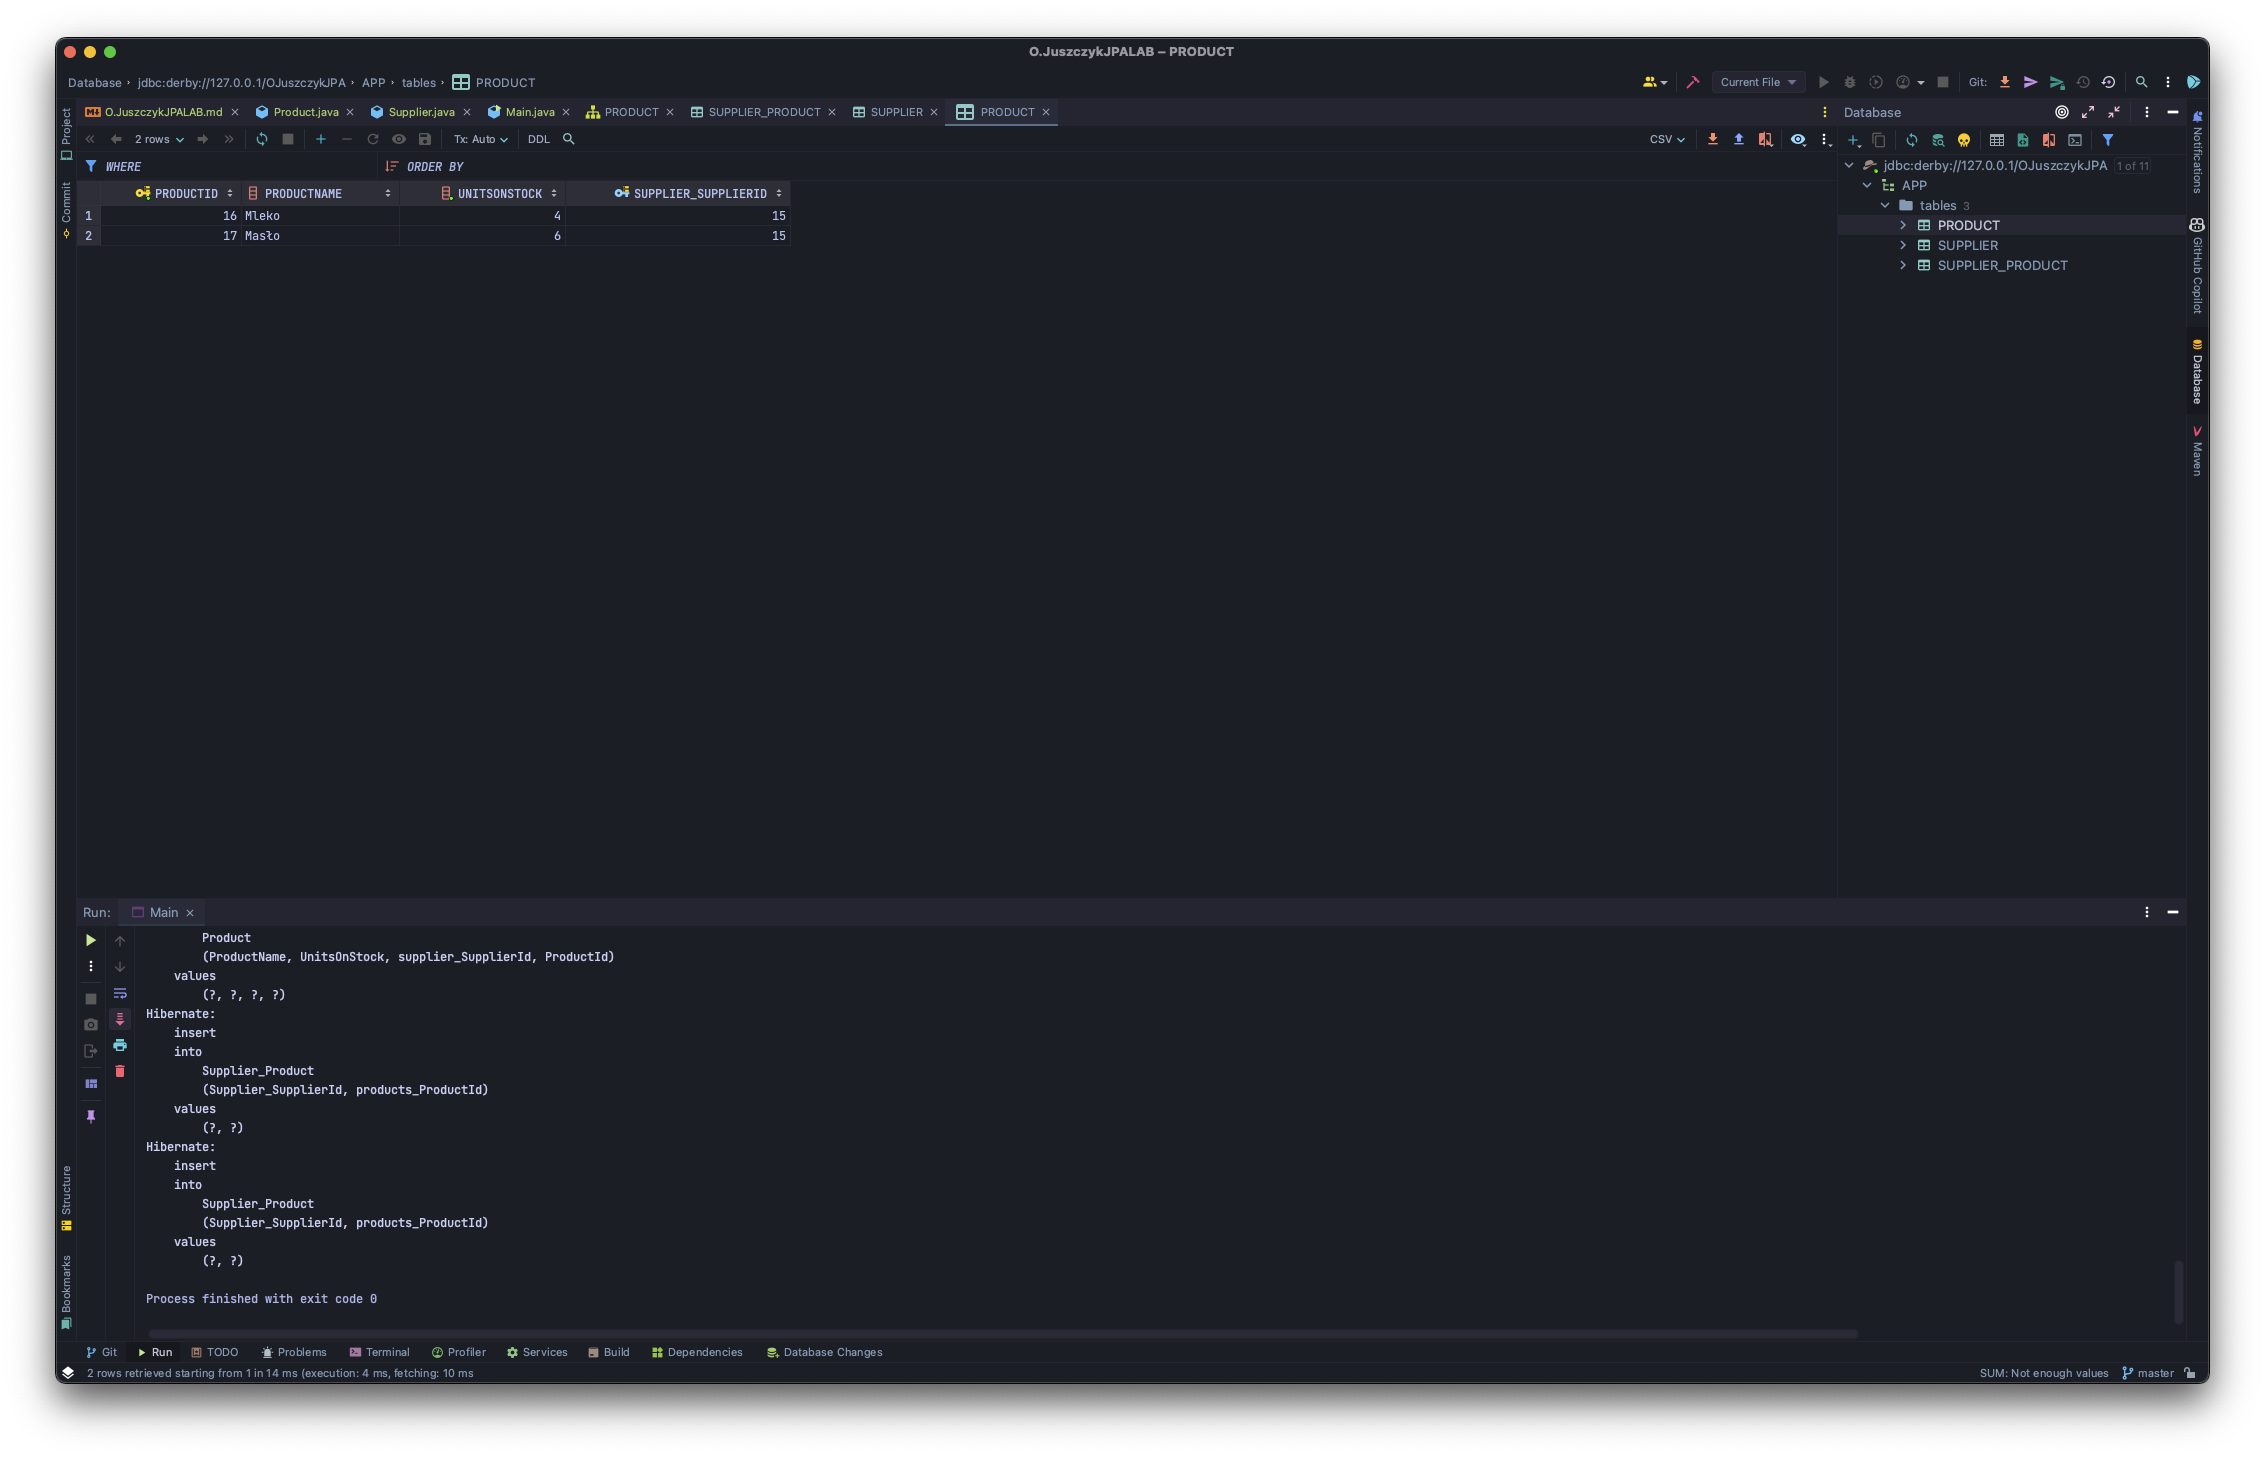 O.JuszczykJPALAB – PRODUCT
Database › jdbc:derby://127.0.0.1/OJuszczykJPA › APP › tables › PRODUCT
Current File
Git:
O.JuszczykJPALAB.md
Product.java
Supplier.java
Main.java
PRODUCT
SUPPLIER_PRODUCT
SUPPLIER
PRODUCT
Database
2 rows
Tx: Auto
DDL
CSV
WHERE
ORDER BY
PRODUCTID PRODUCTNAME UNITSONSTOCK SUPPLIER_SUPPLIERID
1 16 Mleko 4 15
2 17 Masło 6 15
jdbc:derby://127.0.0.1/OJuszczykJPA 1 of 11
APP
tables 3
PRODUCT
SUPPLIER
SUPPLIER_PRODUCT
Project
Commit
Structure
Bookmarks
Notifications
GitHub Copilot
Database
Maven
Run: Main
Product
(ProductName, UnitsOnStock, supplier_SupplierId, ProductId)
values
(?, ?, ?, ?)
Hibernate:
insert
into
Supplier_Product
(Supplier_SupplierId, products_ProductId)
values
(?, ?)
Hibernate:
insert
into
Supplier_Product
(Supplier_SupplierId, products_ProductId)
values
(?, ?)
Process finished with exit code 0
Git
Run
TODO
Problems
Terminal
Profiler
Services
Build
Dependencies
Database Changes
2 rows retrieved starting from 1 in 14 ms (execution: 4 ms, fetching: 10 ms
SUM: Not enough values
master